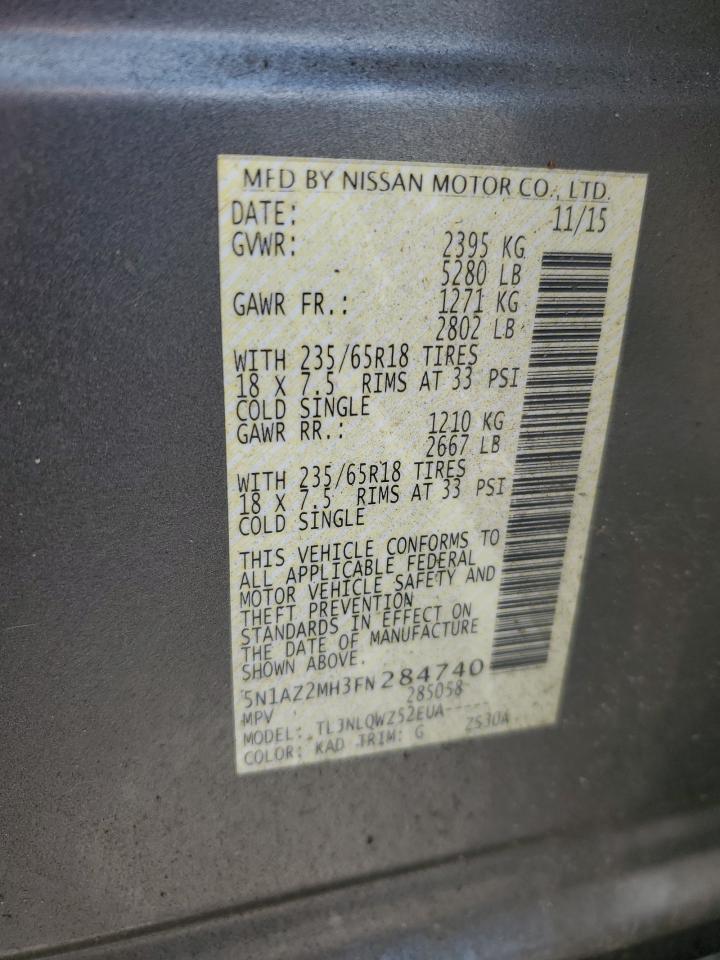 MFD BY NISSAN MOTOR CO., LTD.
DATE: 11/15
GVWR: 2395 KG
5280 LB
GAWR FR.: 1271 KG
2802 LB
WITH 235/65R18 TIRES
18 X 7.5 RIMS AT 33 PSI
COLD SINGLE
GAWR RR.: 1210 KG
2667 LB
WITH 235/65R18 TIRES
18 X 7.5 RIMS AT 33 PSI
COLD SINGLE
THIS VEHICLE CONFORMS TO
ALL APPLICABLE FEDERAL
MOTOR VEHICLE SAFETY AND
THEFT PREVENTION
STANDARDS IN EFFECT ON
THE DATE OF MANUFACTURE
SHOWN ABOVE.
5N1AZ2MH3FN284740
MPV 285058
MODEL: TL3NLQWZ52EUA-----
COLOR: KAD TRIM: G ZS30A